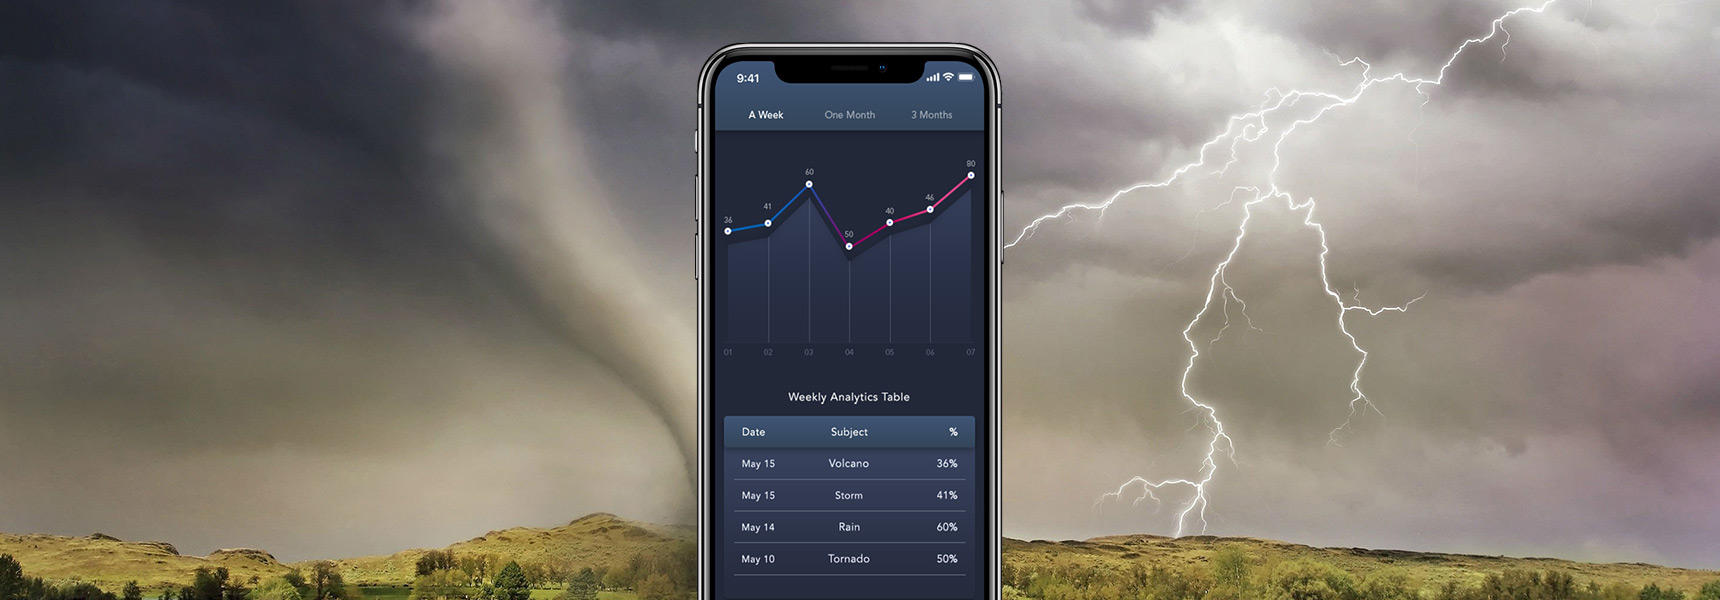 9:41
A Week One Month 3 Months
80
60
46
41
40
36
50
01 02 03 04 05 06 07
Weekly Analytics Table
Date Subject %
May 15 Volcano 36%
May 15 Storm 41%
May 14 Rain 60%
May 10 Tornado 50%